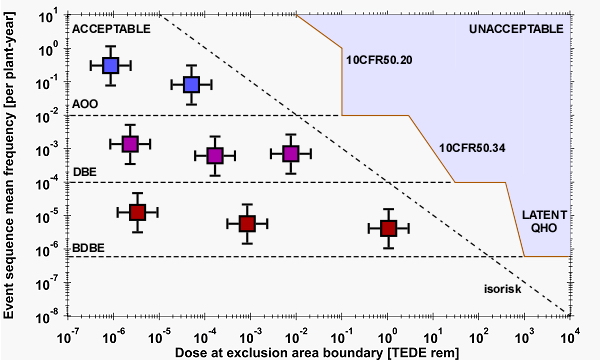 Event sequence mean frequency [per plant-year]
10^1
10^0
10^-1
10^-2
10^-3
10^-4
10^-5
10^-6
10^-7
10^-8
ACCEPTABLE
UNACCEPTABLE
10CFR50.20
AOO
10CFR50.34
DBE
LATENT
QHO
BDBE
isorisk
10^-7 10^-6 10^-5 10^-4 10^-3 10^-2 10^-1 10^0 10^1 10^2 10^3 10^4
Dose at exclusion area boundary [TEDE rem]